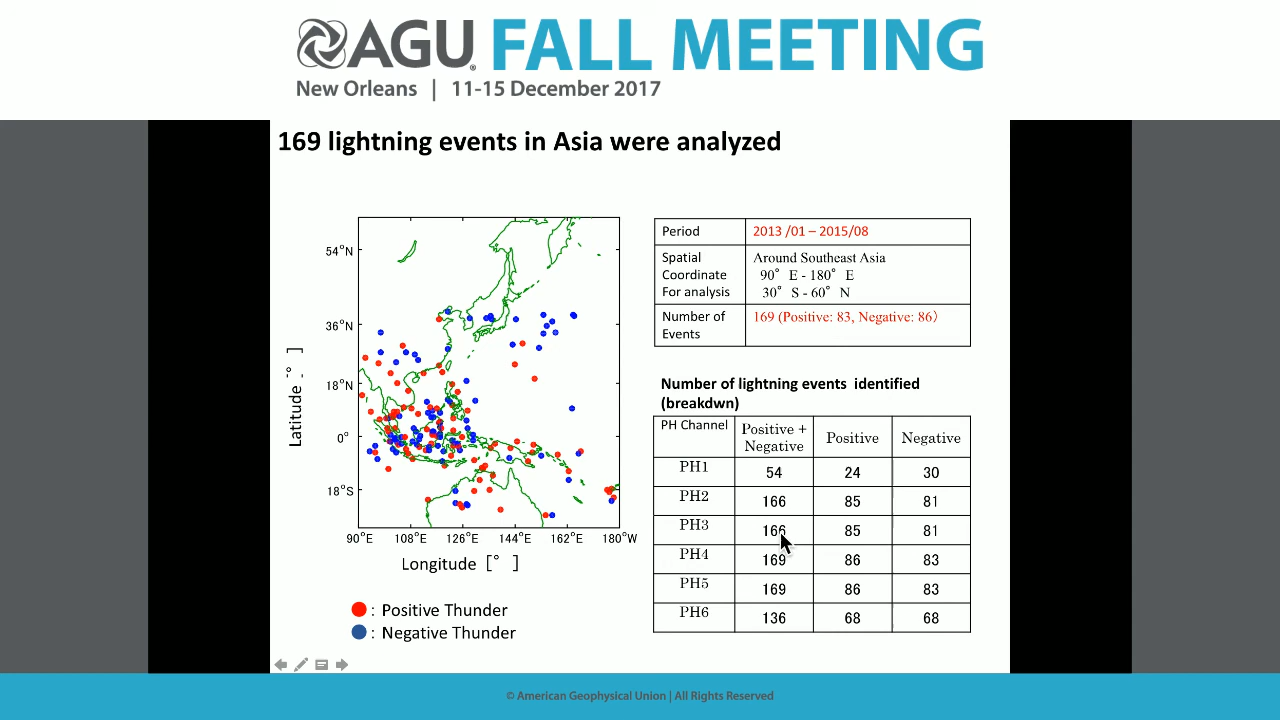 AGU FALL MEETING
New Orleans | 11-15 December 2017
169 lightning events in Asia were analyzed
54°N
36°N
18°N
0°
18°S
Latitude [°]
90°E 108°E 126°E 144°E 162°E 180°W
Longitude [°]
: Positive Thunder
: Negative Thunder
Period 2013 /01 – 2015/08
Spatial Coordinate For analysis
Around Southeast Asia
90° E - 180° E
30° S - 60° N
Number of Events
169 (Positive: 83, Negative: 86)
Number of lightning events identified
(breakdwn)
PH Channel Positive + Negative Positive Negative
PH1 54 24 30
PH2 166 85 81
PH3 166 85 81
PH4 169 86 83
PH5 169 86 83
PH6 136 68 68
© American Geophysical Union | All Rights Reserved